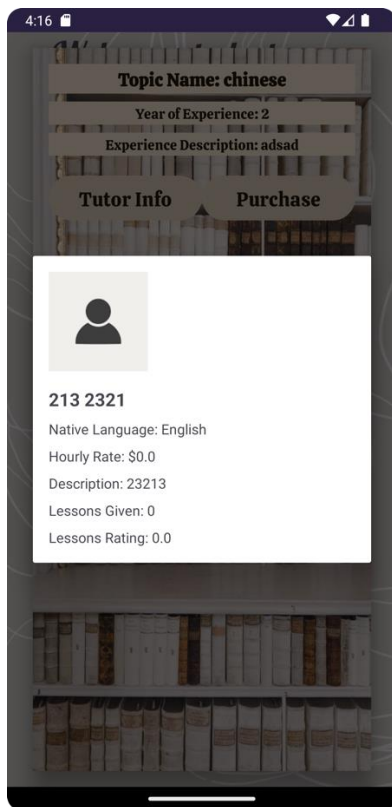 4:16
Topic Name: chinese
Year of Experience: 2
Experience Description: adsad
Tutor Info
Purchase
213 2321
Native Language: English
Hourly Rate: $0.0
Description: 23213
Lessons Given: 0
Lessons Rating: 0.0